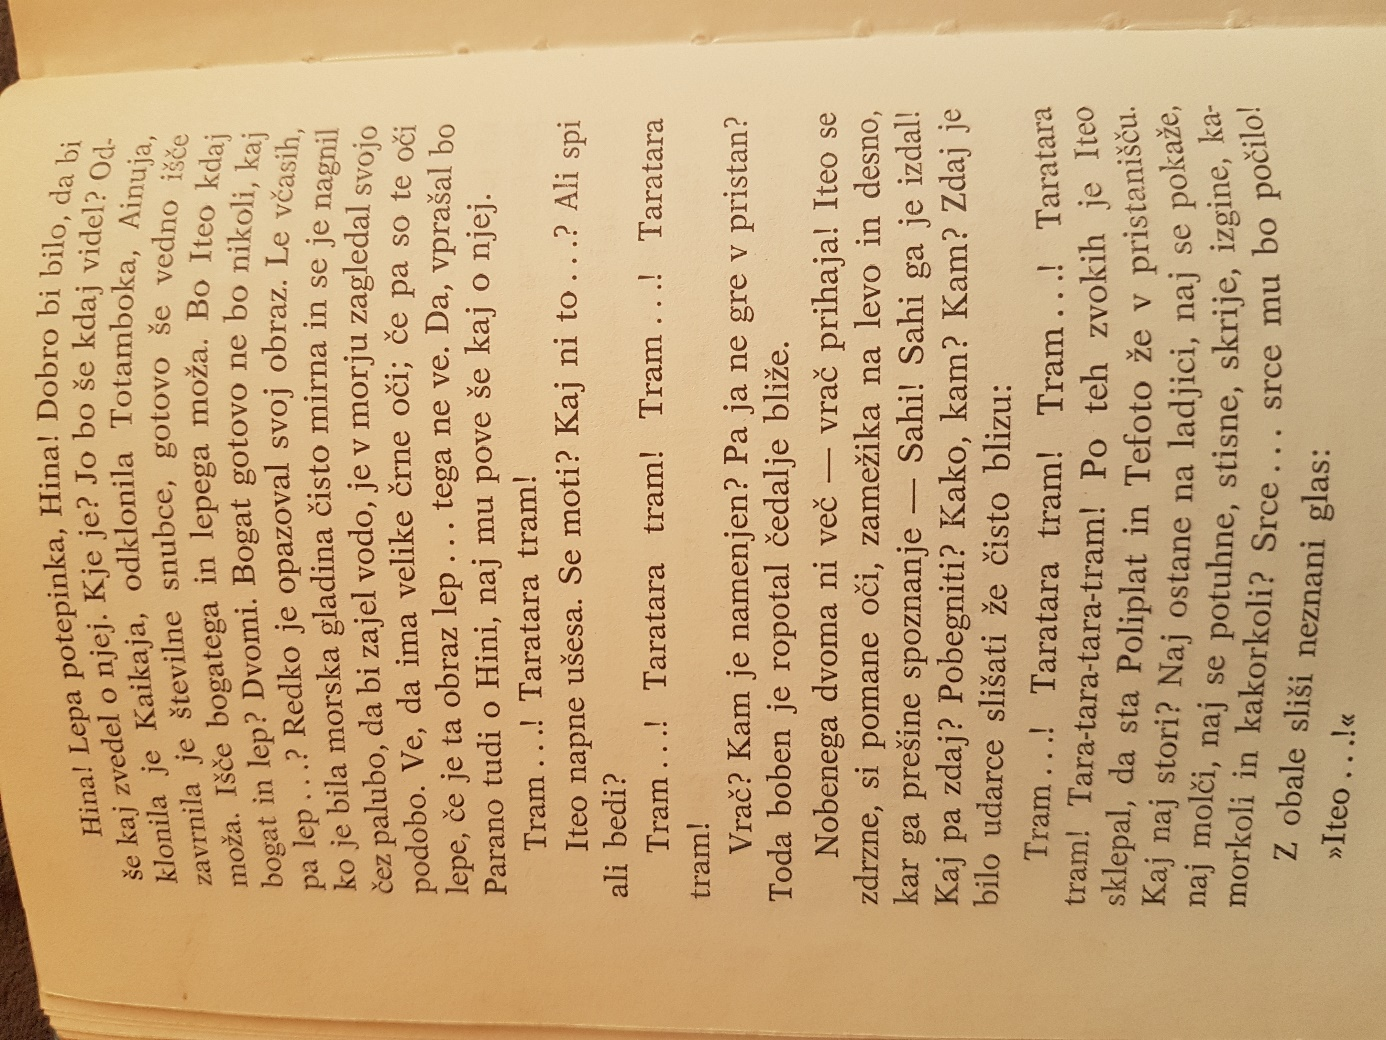 Hina! Lepa potepinka, Hina! Dobro bi bilo, da bi
še kaj zvedel o njej. Kje je? Jo bo še kdaj videl? Od-
klonila je Kaikaja, odklonila Totamboka, Ainuja,
zavrnila je številne snubce, gotovo še vedno išče
moža. Išče bogatega in lepega moža. Bo Iteo kdaj
bogat in lep? Dvomi. Bogat gotovo ne bo nikoli, kaj
pa lep...? Redko je opazoval svoj obraz. Le včasih,
ko je bila morska gladina čisto mirna in se je nagnil
čez palubo, da bi zajel vodo, je v morju zagledal svojo
podobo. Ve, da ima velike črne oči; če pa so te oči
lepe, če je ta obraz lep... tega ne ve. Da, vprašal bo
Parano tudi o Hini, naj mu pove še kaj o njej.
Tram...! Taratara tram!
Iteo napne ušesa. Se moti? Kaj ni to...? Ali spi
ali bedi?
Tram...! Taratara tram! Tram...! Taratara
tram!
Vrač? Kam je namenjen? Pa ja ne gre v pristan?
Toda boben je ropotal čedalje bliže.
Nobenega dvoma ni več — vrač prihaja! Iteo se
zdrzne, si pomane oči, zamežika na levo in desno,
kar ga prešine spoznanje — Sahi! Sahi ga je izdal!
Kaj pa zdaj? Pobegniti? Kako, kam? Kam? Zdaj je
bilo udarce slišati že čisto blizu:
Tram...! Taratara tram! Tram...! Taratara
tram! Tara-tara-tara-tram! Po teh zvokih je Iteo
sklepal, da sta Poliplat in Tefoto že v pristanišču.
Kaj naj stori? Naj ostane na ladjici, naj se pokaže,
naj molči, naj se potuhne, stisne, skrije, izgine, ka-
morkoli in kakorkoli? Srce... srce mu bo počilo!
Z obale sliši neznani glas:
»Iteo...!«